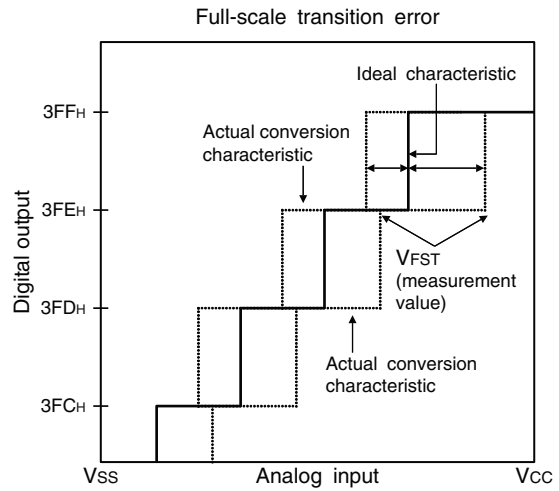 Full-scale transition error
Ideal characteristic
3FFH
Actual conversion
characteristic
3FEH
VFST
(measurement
value)
Digital output
3FDH
Actual conversion
characteristic
3FCH
VSS
Analog input
VCC